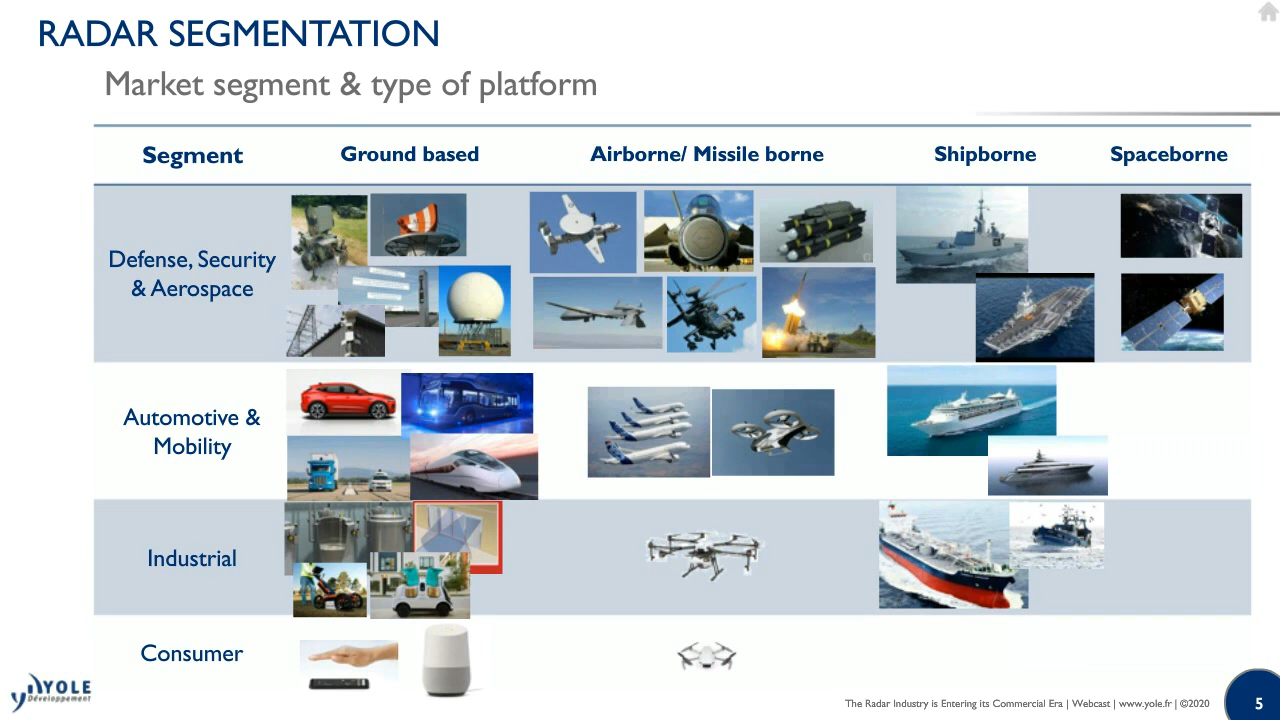 RADAR SEGMENTATION
Market segment & type of platform
Segment
Ground based
Airborne/ Missile borne
Shipborne
Spaceborne
Defense, Security
& Aerospace
Automotive &
Mobility
Industrial
Consumer
YOLE
Développement
The Radar Industry is Entering its Commercial Era | Webcast | www.yole.fr | ©2020
5